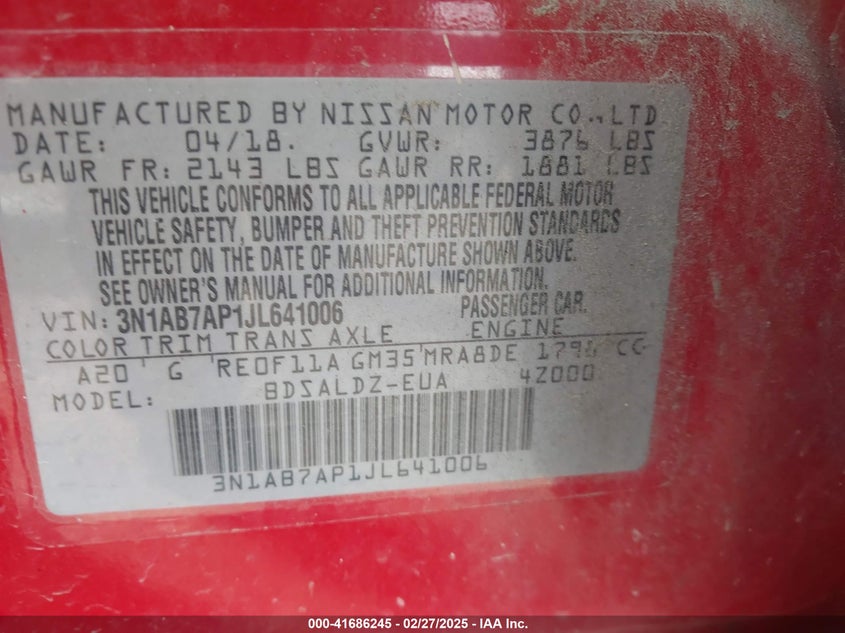 MANUFACTURED BY NISSAN MOTOR CO.,LTD
DATE: 04/18. GVWR: 3876 LBS
GAWR FR: 2143 LBS GAWR RR: 1881 LBS
THIS VEHICLE CONFORMS TO ALL APPLICABLE FEDERAL MOTOR
VEHICLE SAFETY, BUMPER AND THEFT PREVENTION STANDARDS
IN EFFECT ON THE DATE OF MANUFACTURE SHOWN ABOVE.
SEE OWNER'S MANUAL FOR ADDITIONAL INFORMATION.
VIN: 3N1AB7AP1JL641006 PASSENGER CAR.
COLOR TRIM TRANS AXLE ENGINE
A20 G RE0F11A GM35 MRA8DE CC
MODEL: BDSALDZ-EUA 4Z000
3N1AB7AP1JL641006
000-41686245 | 02/27/2025 - IAA Inc.